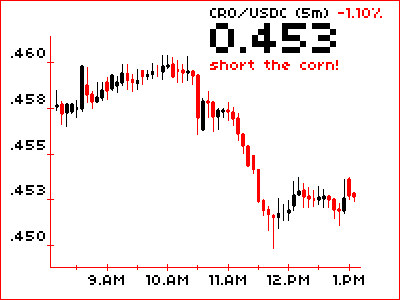 CRO/USDC (5m) -1.10%
0.453
short the corn!
.460
.458
.455
.453
.450
9.AM 10.AM 11.AM 12.PM 1.PM